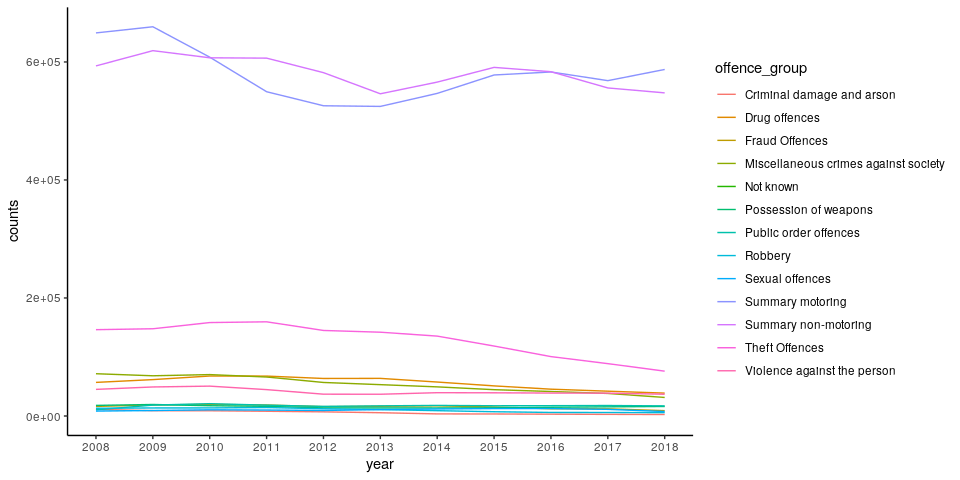 6e+05
4e+05
2e+05
0e+00
counts
2008 2009 2010 2011 2012 2013 2014 2015 2016 2017 2018
year
offence_group
Criminal damage and arson
Drug offences
Fraud Offences
Miscellaneous crimes against society
Not known
Possession of weapons
Public order offences
Robbery
Sexual offences
Summary motoring
Summary non-motoring
Theft Offences
Violence against the person